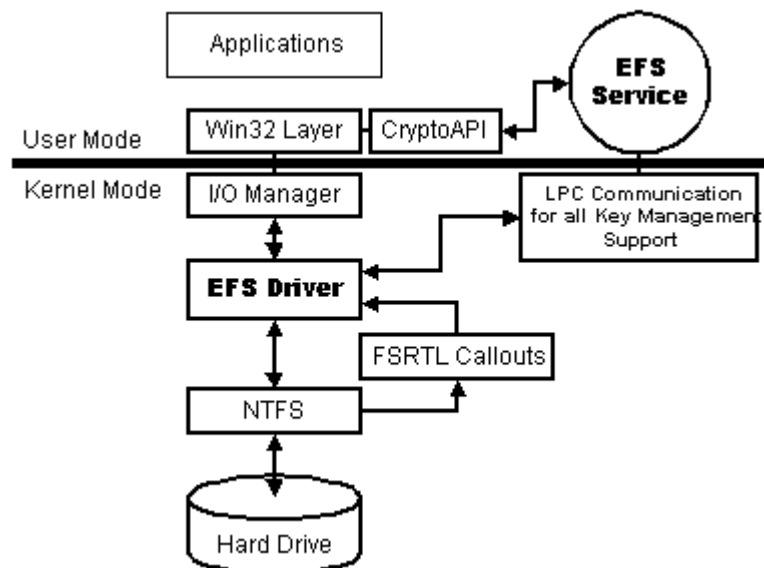 Applications
EFS
Service
Win32 Layer
CryptoAPI
User Mode
Kernel Mode
I/O Manager
LPC Communication
for all Key Management
Support
EFS Driver
FSRTL Callouts
NTFS
Hard Drive